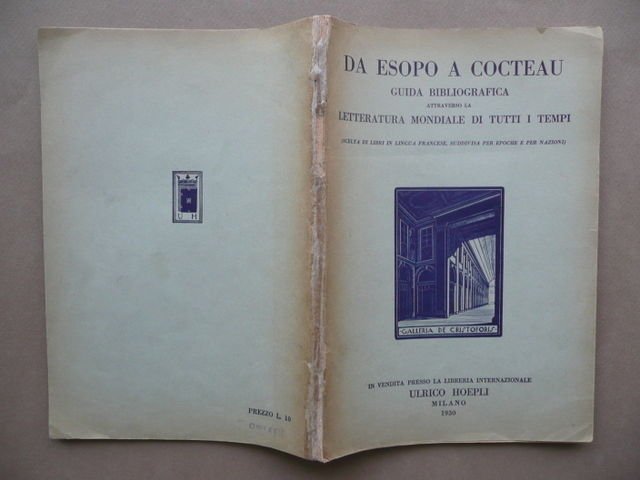 DA ESOPO A COCTEAU
GUIDA BIBLIOGRAFICA
ATTRAVERSO LA
LETTERATURA MONDIALE DI TUTTI I TEMPI
(SCELTA DI LIBRI IN LINGUA FRANCESE, SUDDIVISA PER EPOCHE E PER NAZIONI)
GALLERIA DE CRISTOFORIS
IN VENDITA PRESSO LA LIBRERIA INTERNAZIONALE
ULRICO HOEPLI
MILANO
1930
U H
PREZZO L. 10